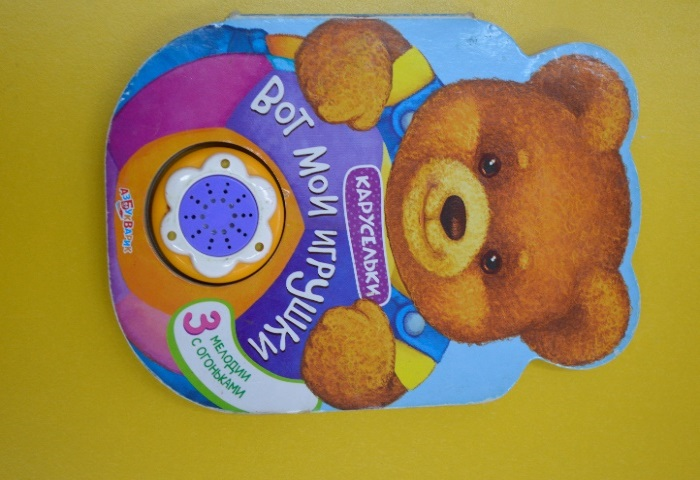 КАРУСЕЛЬКИ
ВОТ МОИ ИГРУШКИ
АЗБУКВАРИК
3
МЕЛОДИИ
С ОГОНЬКАМИ